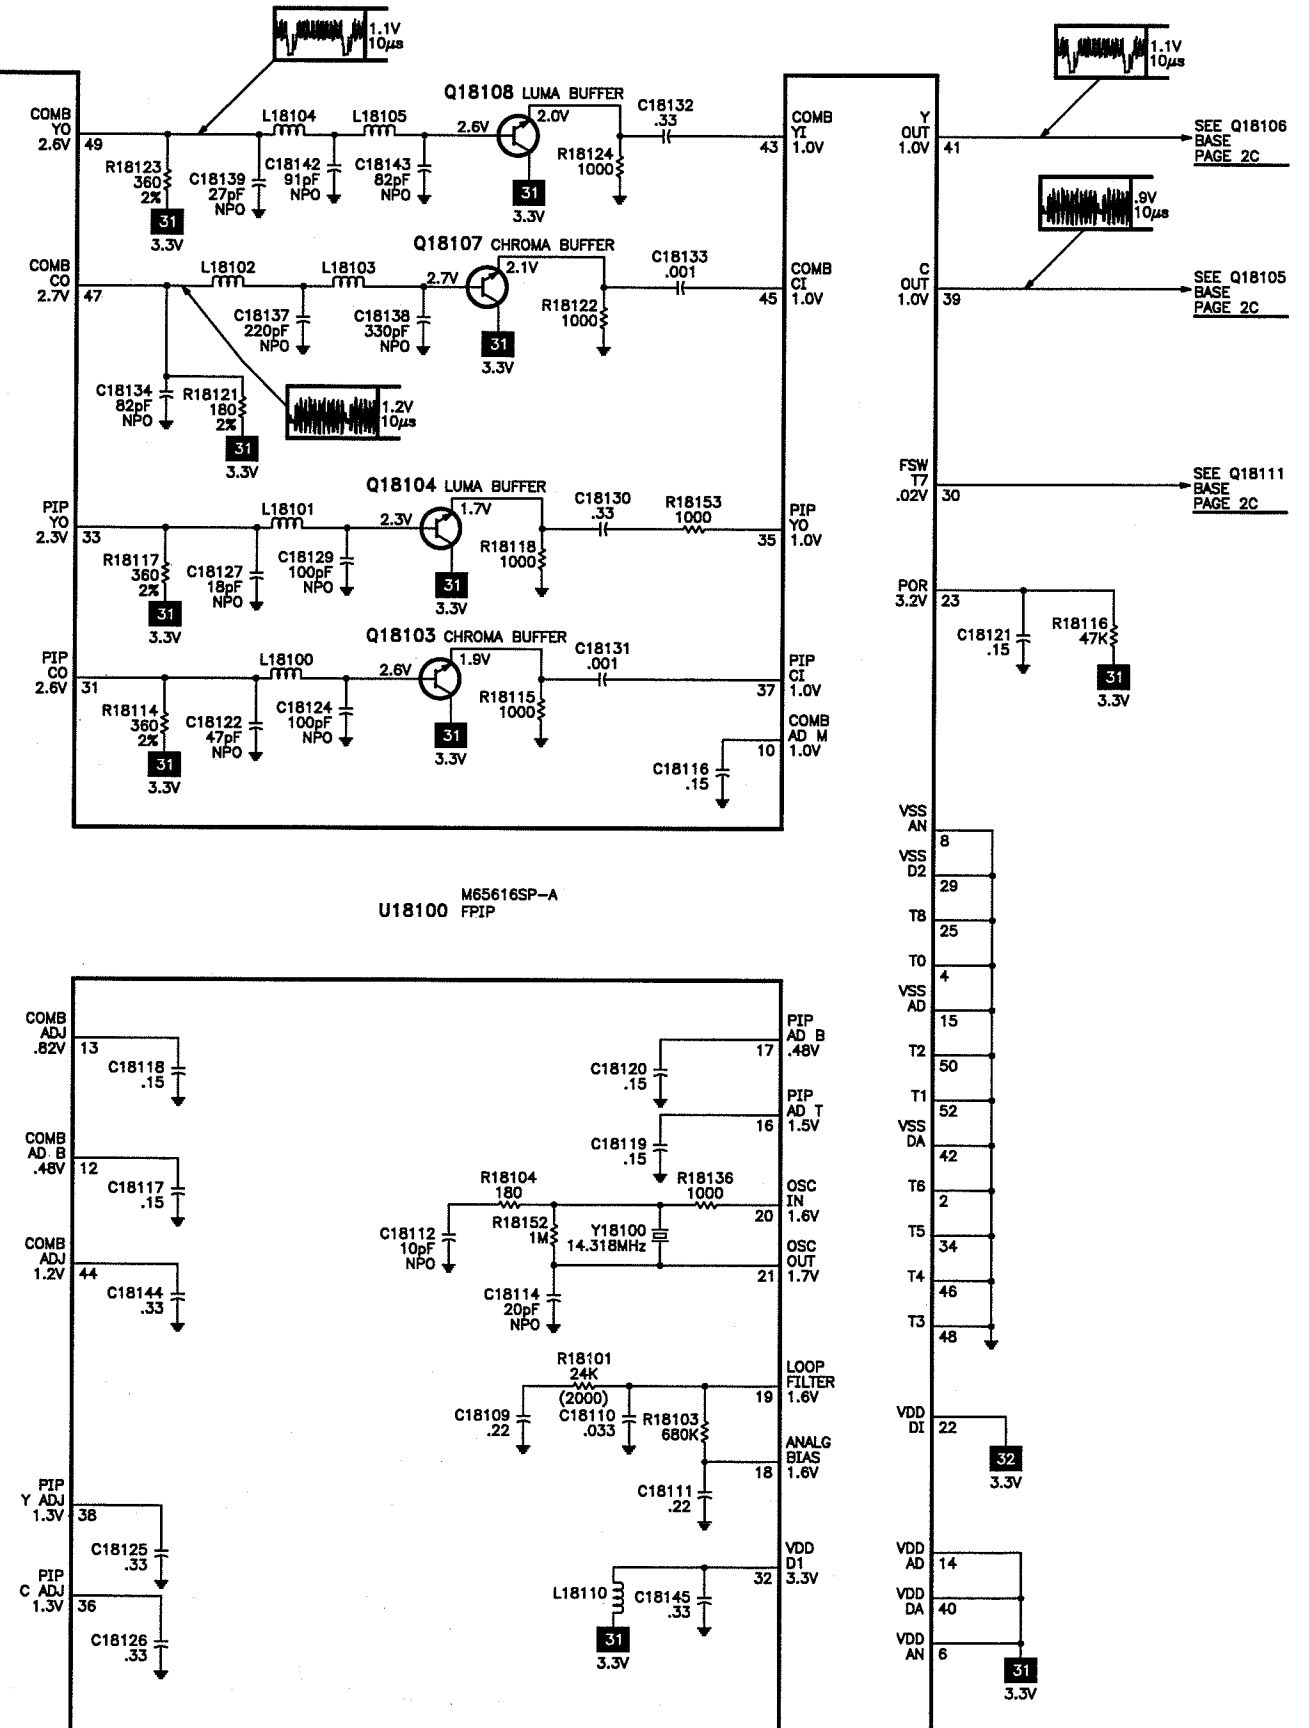 1.1V
10µs
1.1V
10µs
COMB
YO
2.6V
49
R18123
360
2%
31
3.3V
C18139
27pF
NPO
L18104
C18142
91pF
NPO
L18105
C18143
82pF
NPO
Q18108 LUMA BUFFER
2.6V
2.0V
31
3.3V
R18124
1000
C18132
.33
43
COMB
YI
1.0V
Y
OUT
1.0V
41
SEE Q18106
BASE
PAGE 2C
.9V
10µs
COMB
CO
2.7V
47
L18102
C18137
220pF
NPO
L18103
C18138
330pF
NPO
Q18107 CHROMA BUFFER
2.7V
2.1V
31
3.3V
R18122
1000
C18133
.001
45
COMB
CI
1.0V
C
OUT
1.0V
39
SEE Q18105
BASE
PAGE 2C
C18134
82pF
NPO
R18121
180
2%
31
3.3V
1.2V
10µs
PIP
YO
2.3V
33
R18117
360
2%
31
3.3V
C18127
18pF
NPO
L18101
C18129
100pF
NPO
Q18104 LUMA BUFFER
2.3V
1.7V
31
3.3V
R18118
1000
C18130
.33
R18153
1000
35
PIP
YO
1.0V
FSW
T7
.02V
30
SEE Q18111
BASE
PAGE 2C
PIP
CO
2.6V
31
R18114
360
2%
31
3.3V
C18122
47pF
NPO
L18100
C18124
100pF
NPO
Q18103 CHROMA BUFFER
2.6V
1.9V
31
3.3V
R18115
1000
C18131
.001
37
PIP
CI
1.0V
POR
3.2V
23
C18121
.15
R18116
47K
31
3.3V
C18116
.15
10
COMB
AD M
1.0V
U18100
M65616SP-A
FPIP
VSS
AN
8
VSS
D2
29
T8
25
T0
4
VSS
AD
15
T2
50
T1
52
VSS
DA
42
T6
2
T5
34
T4
46
T3
48
VDD
DI
22
32
3.3V
VDD
AD
14
VDD
DA
40
VDD
AN
6
31
3.3V
COMB
ADJ
.82V
13
C18118
.15
COMB
AD B
.48V
12
C18117
.15
COMB
ADJ
1.2V
44
C18144
.33
PIP
Y ADJ
1.3V
38
C18125
.33
PIP
C ADJ
1.3V
36
C18126
.33
C18120
.15
17
PIP
AD B
.48V
C18119
.15
16
PIP
AD T
1.5V
R18104
180
C18112
10pF
NPO
R18152
1M
Y18100
14.318MHz
R18136
1000
20
OSC
IN
1.6V
C18114
20pF
NPO
21
OSC
OUT
1.7V
R18101
24K
(2000)
C18109
.22
C18110
.033
R18103
680K
19
LOOP
FILTER
1.6V
C18111
.22
18
ANALG
BIAS
1.6V
L18110
31
3.3V
C18145
.33
32
VDD
D1
3.3V